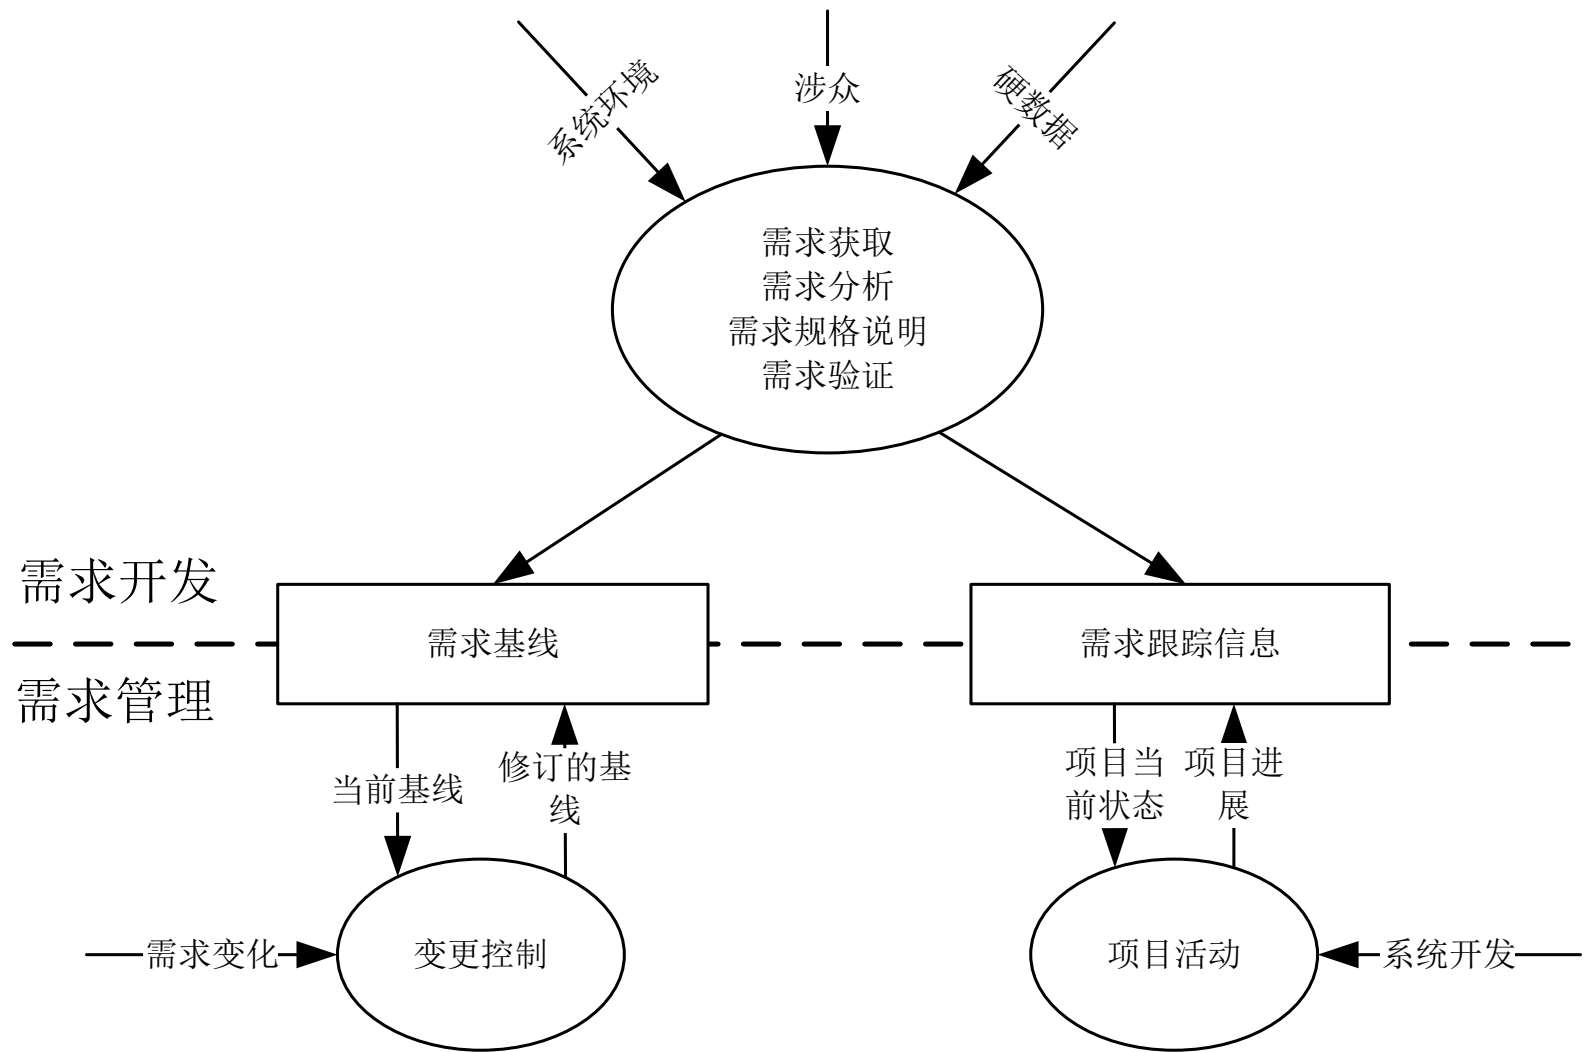 系统环境
涉众
硬数据
需求获取
需求分析
需求规格说明
需求验证
需求开发
需求基线
需求跟踪信息
需求管理
当前基线
修订的基
线
项目当
前状态
项目进
展
需求变化
变更控制
项目活动
系统开发